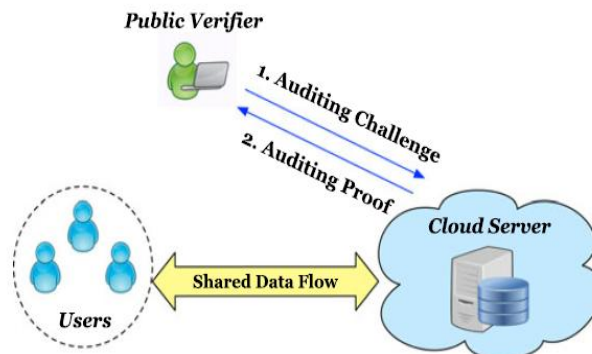 Public Verifier
1. Auditing Challenge
2. Auditing Proof
Cloud Server
Shared Data Flow
Users